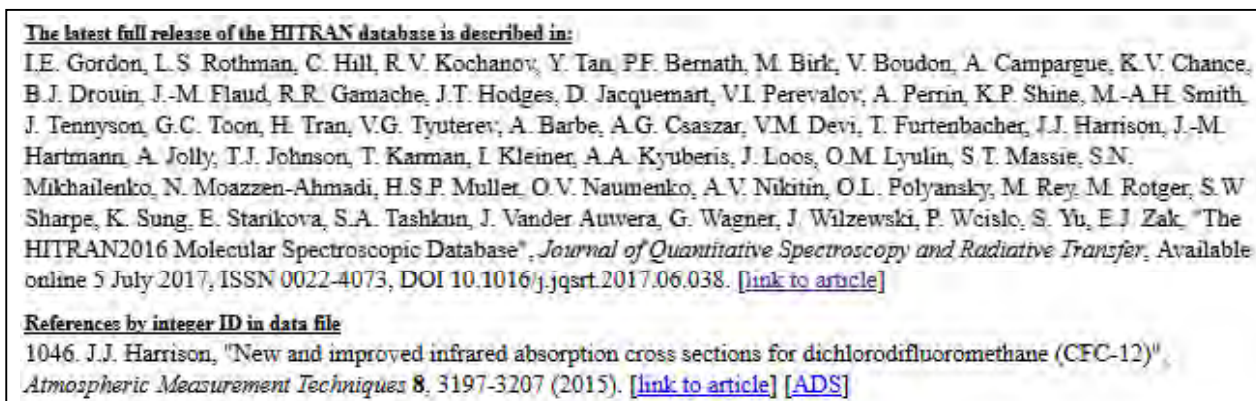 The latest full release of the HITRAN database is described in:
I.E. Gordon, L.S. Rothman, C. Hill, R.V. Kochanov, Y. Tan, P.F. Bernath, M. Birk, V. Boudon, A. Campargue, K.V. Chance,
B.J. Drouin, J.-M. Flaud, R.R. Gamache, J.T. Hodges, D. Jacquemart, V.I. Perevalov, A. Perrin, K.P. Shine, M.-A.H. Smith,
J. Tennyson, G.C. Toon, H. Tran, V.G. Tyuterev, A. Barbe, A.G. Csaszar, V.M. Devi, T. Furtenbacher, J.J. Harrison, J.-M.
Hartmann, A. Jolly, T.J. Johnson, T. Karman, I. Kleiner, A.A. Kyuberis, J. Loos, O.M. Lyulin, S.T. Massie, S.N.
Mikhailenko, N. Moazzen-Ahmadi, H.S.P. Muller, O.V. Naumenko, A.V. Nikitin, O.L. Polyansky, M. Rey, M. Rotger, S.W
Sharpe, K. Sung, E. Starikova, S.A. Tashkun, J. Vander Auwera, G. Wagner, J. Wilzewski, P. Wcislo, S. Yu, E.J. Zak, "The
HITRAN2016 Molecular Spectroscopic Database", Journal of Quantitative Spectroscopy and Radiative Transfer, Available
online 5 July 2017, ISSN 0022-4073, DOI 10.1016/j.jqsrt.2017.06.038. [link to article]
References by integer ID in data file
1046. J.J. Harrison, "New and improved infrared absorption cross sections for dichlorodifluoromethane (CFC-12)",
Atmospheric Measurement Techniques 8, 3197-3207 (2015). [link to article] [ADS]